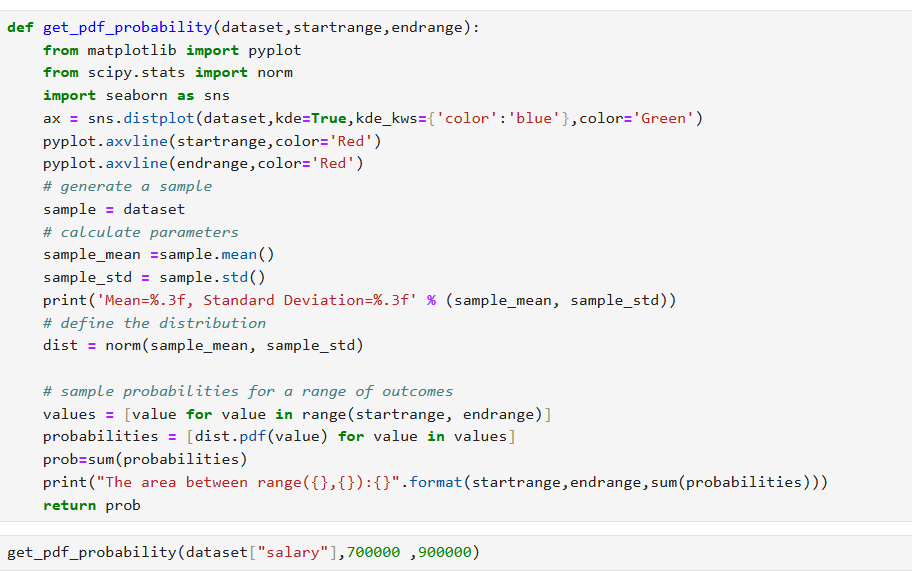 def get_pdf_probability(dataset,startrange,endrange):
    from matplotlib import pyplot
    from scipy.stats import norm
    import seaborn as sns
    ax = sns.distplot(dataset,kde=True,kde_kws={'color':'blue'},color='Green')
    pyplot.axvline(startrange,color='Red')
    pyplot.axvline(endrange,color='Red')
    # generate a sample
    sample = dataset
    # calculate parameters
    sample_mean =sample.mean()
    sample_std = sample.std()
    print('Mean=%.3f, Standard Deviation=%.3f' % (sample_mean, sample_std))
    # define the distribution
    dist = norm(sample_mean, sample_std)

    # sample probabilities for a range of outcomes
    values = [value for value in range(startrange, endrange)]
    probabilities = [dist.pdf(value) for value in values]
    prob=sum(probabilities)
    print("The area between range({},{}):{}".format(startrange,endrange,sum(probabilities)))
    return prob
get_pdf_probability(dataset["salary"],700000 ,900000)